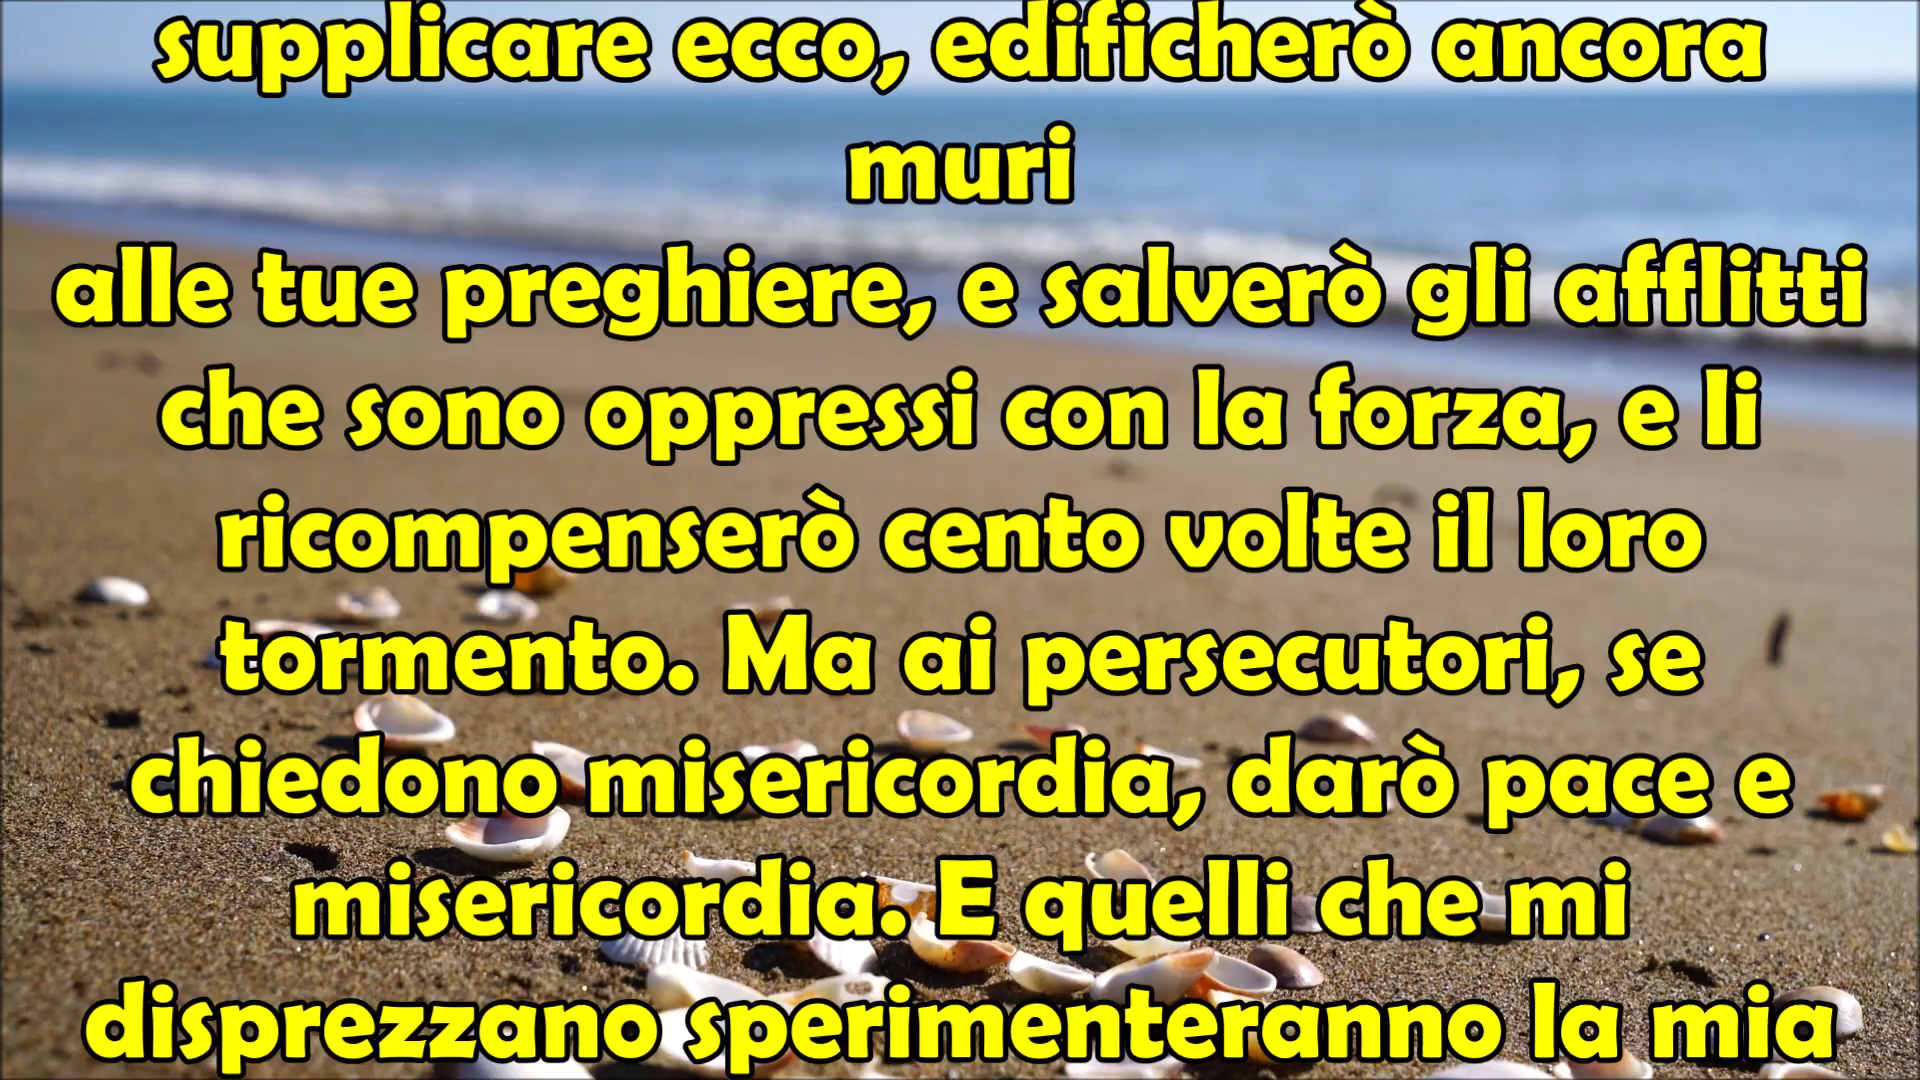 supplicare ecco, edificherò ancora
muri
alle tue preghiere, e salverò gli afflitti
che sono oppressi con la forza, e li
ricompenserò cento volte il loro
tormento. Ma ai persecutori, se
chiedono misericordia, darò pace e
misericordia. E quelli che mi
disprezzano sperimenteranno la mia